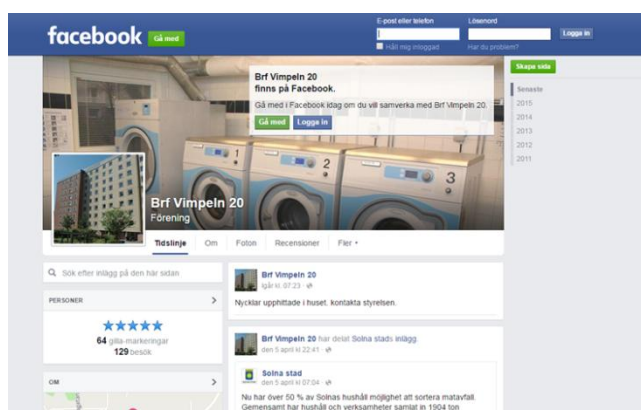 facebook
Gå med
E-post eller telefon
Lösenord
Logga in
Håll mig inloggad
Har du problem?
Skapa sida
Brf Vimpeln 20
finns på Facebook.
Gå med i Facebook idag om du vill samverka med Brf Vimpeln 20.
Gå med
Logga in
1
2
3
Brf Vimpeln 20
Förening
Senaste
2015
2014
2013
2012
2011
Tidslinje Om Foton Recensioner Fler
Sök efter inlägg på den här sidan
PERSONER
64 gilla-markeringar
129 besök
OM
Brf Vimpeln 20
igår kl. 07:23
Nycklar upphittade i huset. kontakta styrelsen.
Brf Vimpeln 20 har delat Solna stads inlägg.
den 5 april kl 22:41
Solna stad
den 5 april kl 07:04
Nu har över 50 % av Solnas hushåll möjlighet att sortera matavfall.
Gemensamt har hushåll och verksamheter samlat in 1904 ton